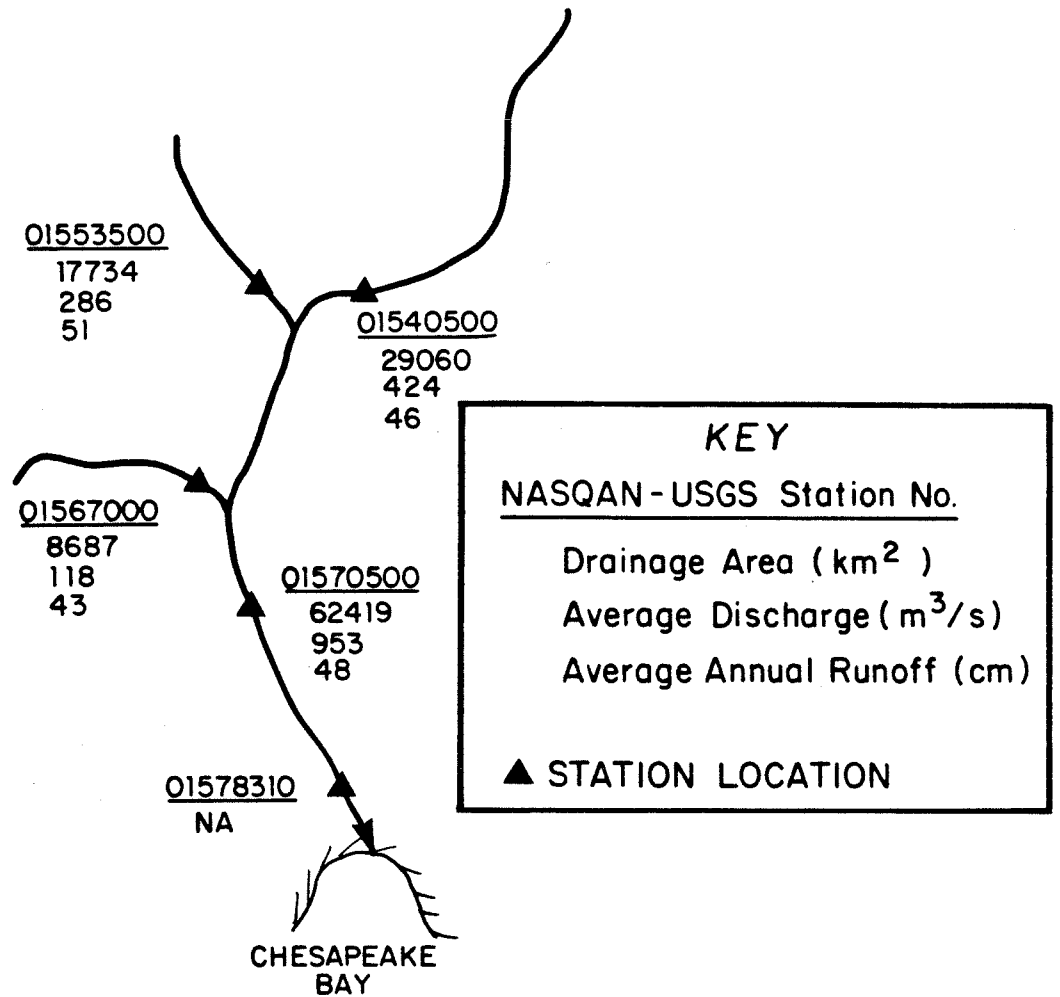 01553500
17734
286
51
01540500
29060
424
46
01567000
8687
118
43
01570500
62419
953
48
01578310
NA
CHESAPEAKE
BAY
KEY
NASQAN-USGS Station No.
Drainage Area (km²)
Average Discharge (m³/s)
Average Annual Runoff (cm)
▲ STATION LOCATION